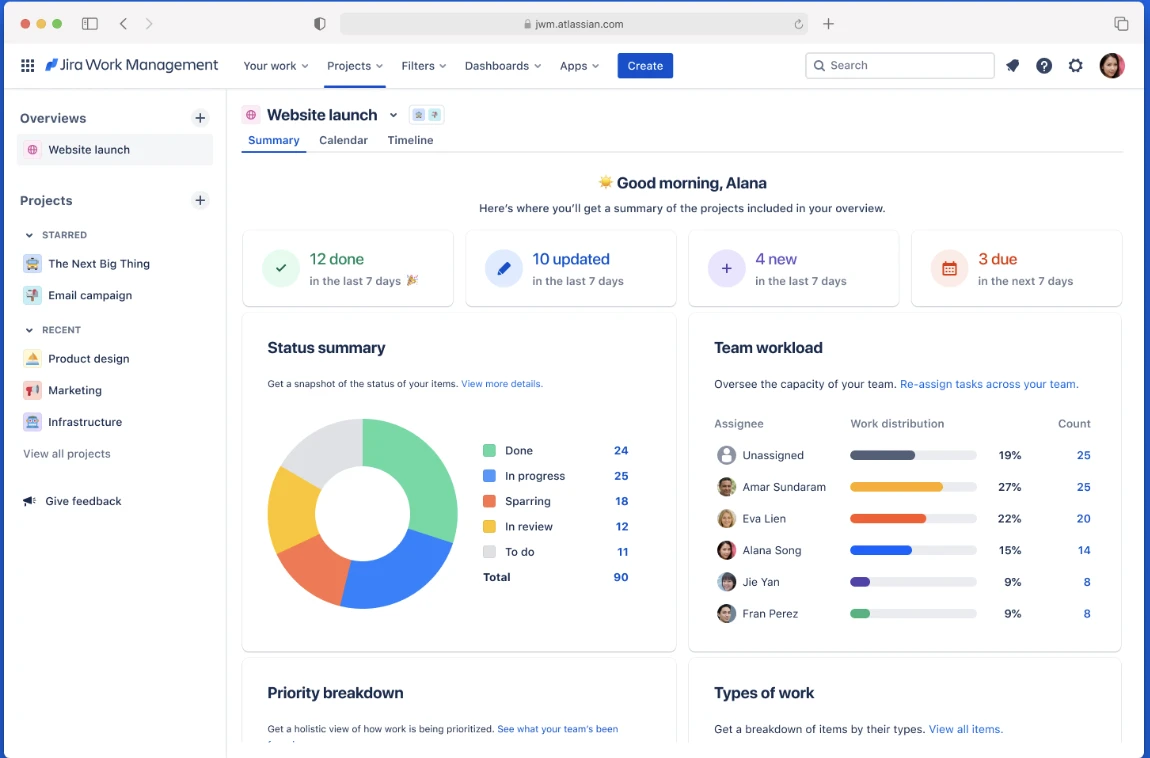 jwm.atlassian.com
Jira Work Management Your work Projects Filters Dashboards Apps Create Search
Overviews
Website launch
Projects
STARRED
The Next Big Thing
Email campaign
RECENT
Product design
Marketing
Infrastructure
View all projects
Give feedback
Website launch
Summary Calendar Timeline
Good morning, Alana
Here's where you'll get a summary of the projects included in your overview.
12 done
in the last 7 days
10 updated
in the last 7 days
4 new
in the last 7 days
3 due
in the next 7 days
Status summary
Get a snapshot of the status of your items. View more details.
Done 24
In progress 25
Sparring 18
In review 12
To do 11
Total 90
Team workload
Oversee the capacity of your team. Re-assign tasks across your team.
Assignee Work distribution Count
Unassigned 19% 25
Amar Sundaram 27% 25
Eva Lien 22% 20
Alana Song 15% 14
Jie Yan 9% 8
Fran Perez 9% 8
Priority breakdown
Get a holistic view of how work is being prioritized. See what your team's been
Types of work
Get a breakdown of items by their types. View all items.